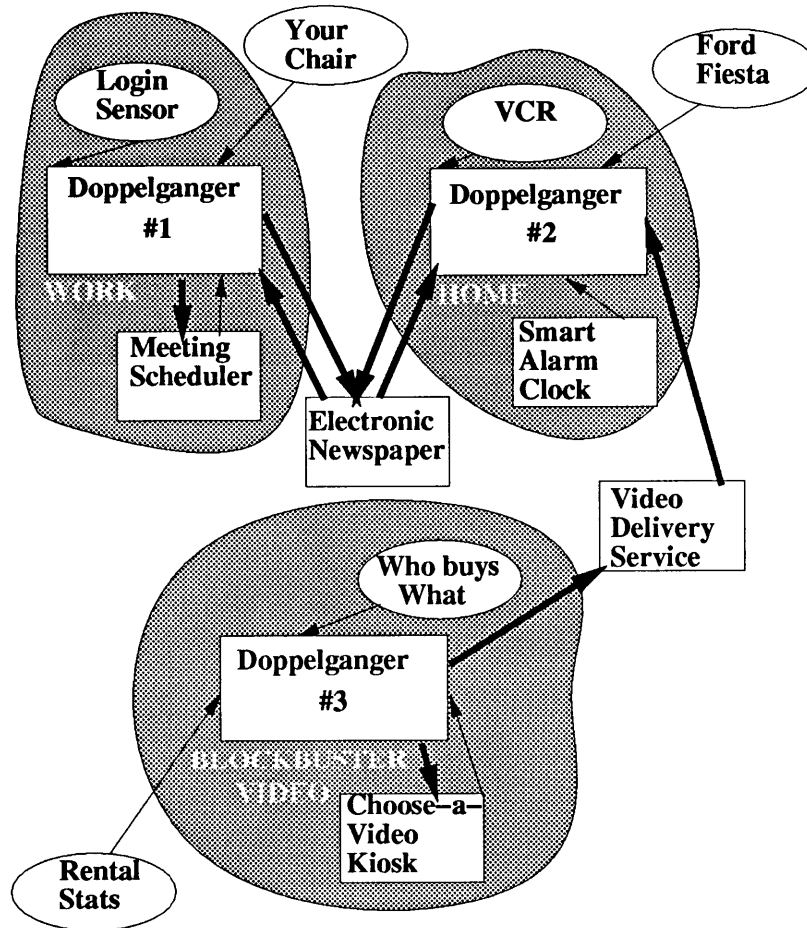 Your
Chair
Ford
Fiesta
Login
Sensor
VCR
Doppelganger
#1
Doppelganger
#2
WORK
HOME
Meeting
Scheduler
Smart
Alarm
Clock
Electronic
Newspaper
Video
Delivery
Service
Who buys
What
Doppelganger
#3
BLOCKBUSTER
VIDEO
Choose-a-
Video
Kiosk
Rental
Stats